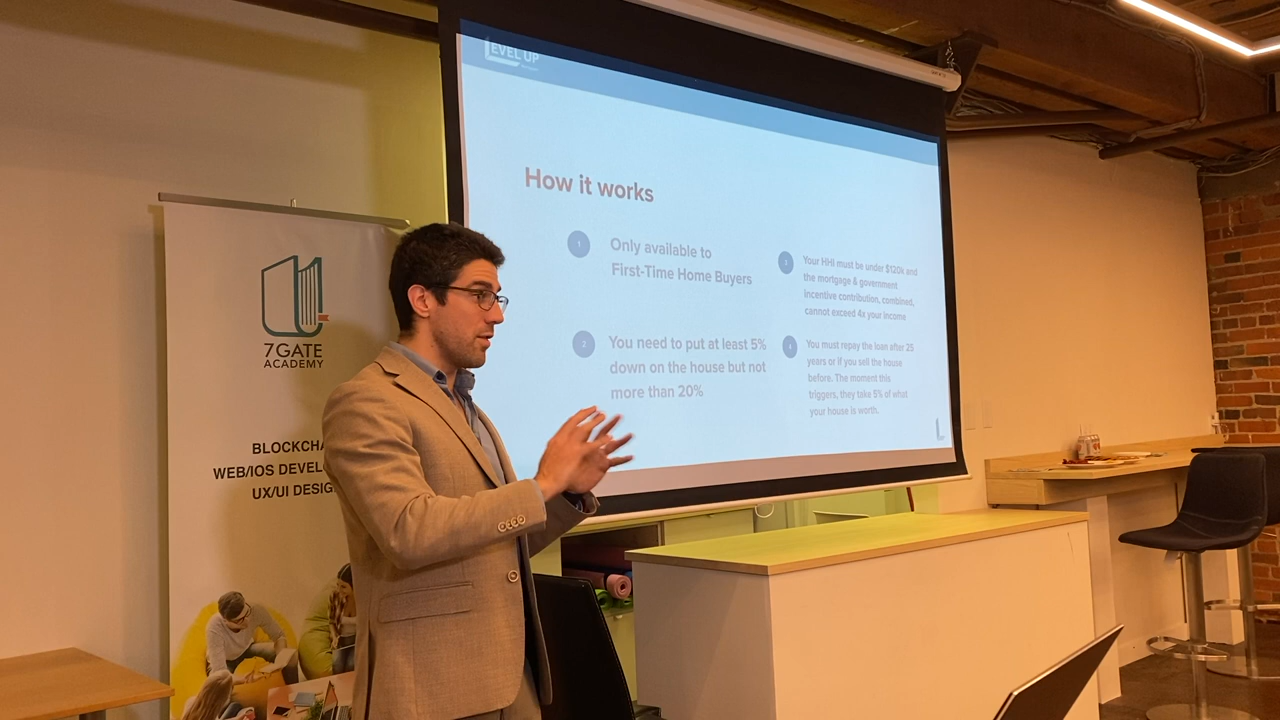 LEVEL UP
How it works
1
Only available to
First-Time Home Buyers
2
You need to put at least 5%
down on the house but not
more than 20%
3
Your HHI must be under $120k and
the mortgage & government
incentive contribution, combined,
cannot exceed 4x your income
4
You must repay the loan after 25
years or if you sell the house
before. The moment this
triggers, they take 5% of what
your house is worth.
7GATE
ACADEMY
BLOCKCHA
WEB/IOS DEVEL
UX/UI DESIG